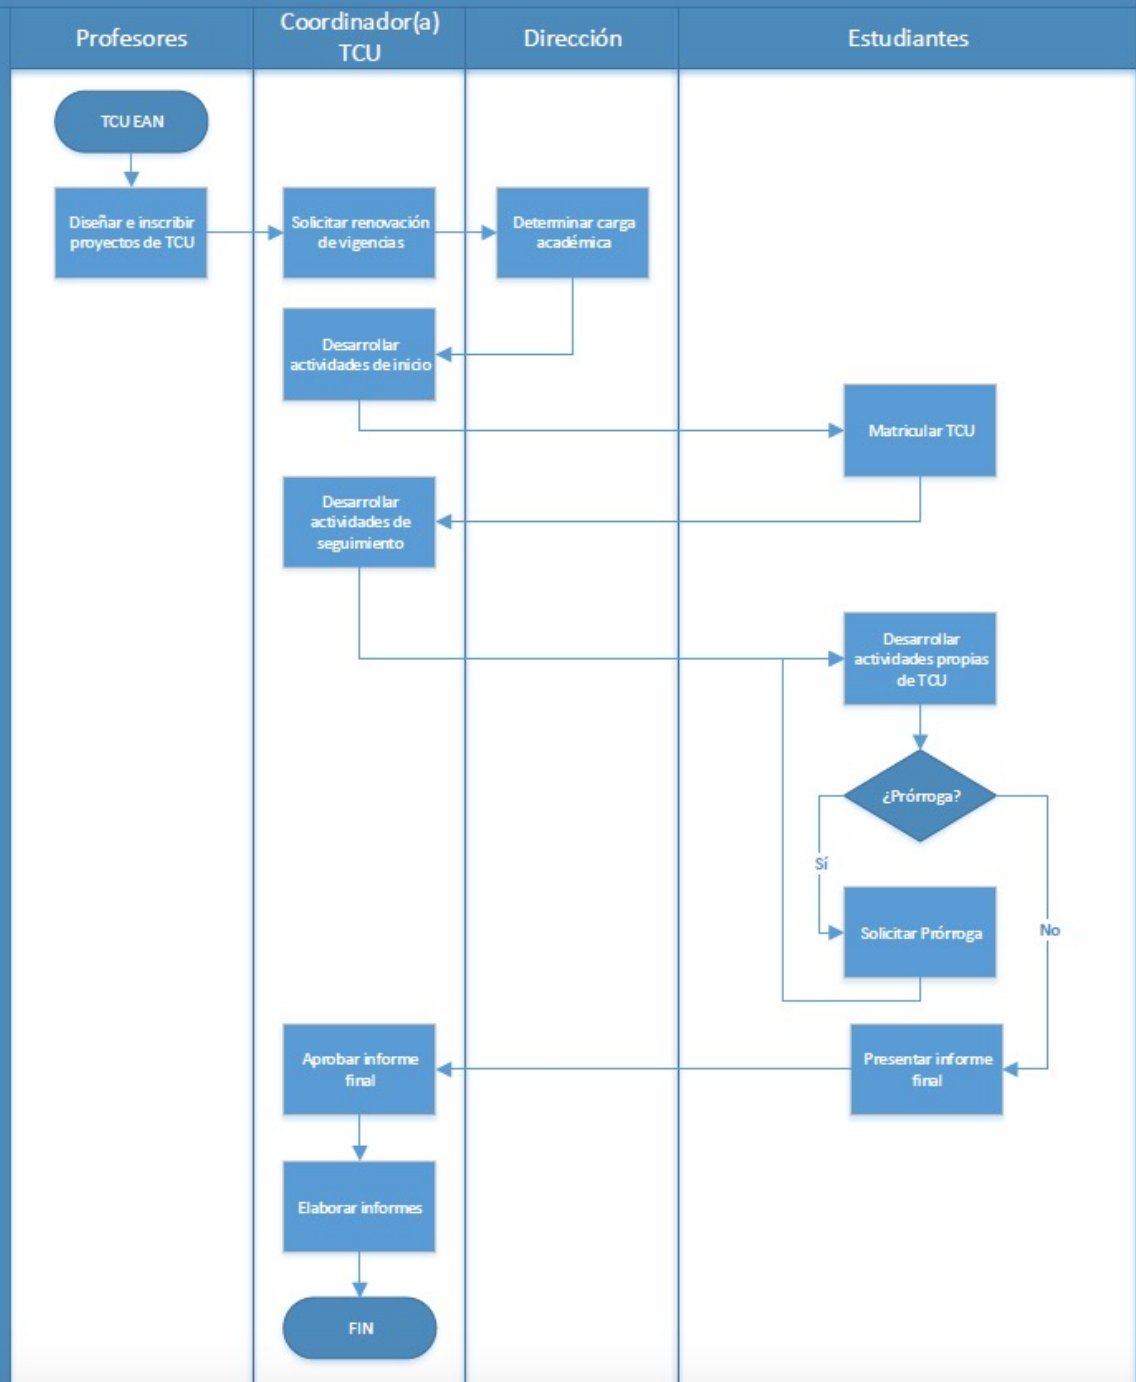 Profesores
Coordinador(a)
TCU
Dirección
Estudiantes
TCU EAN
Diseñar e inscribir
proyectos de TCU
Solicitar renovación
de vigencias
Determinar carga
académica
Desarrollar
actividades de inicio
Matricular TCU
Desarrollar
actividades de
seguimiento
Desarrollar
actividades propias
de TCU
¿Prórroga?
Sí
Solicitar Prórroga
No
Presentar informe
final
Aprobar informe
final
Elaborar informes
FIN